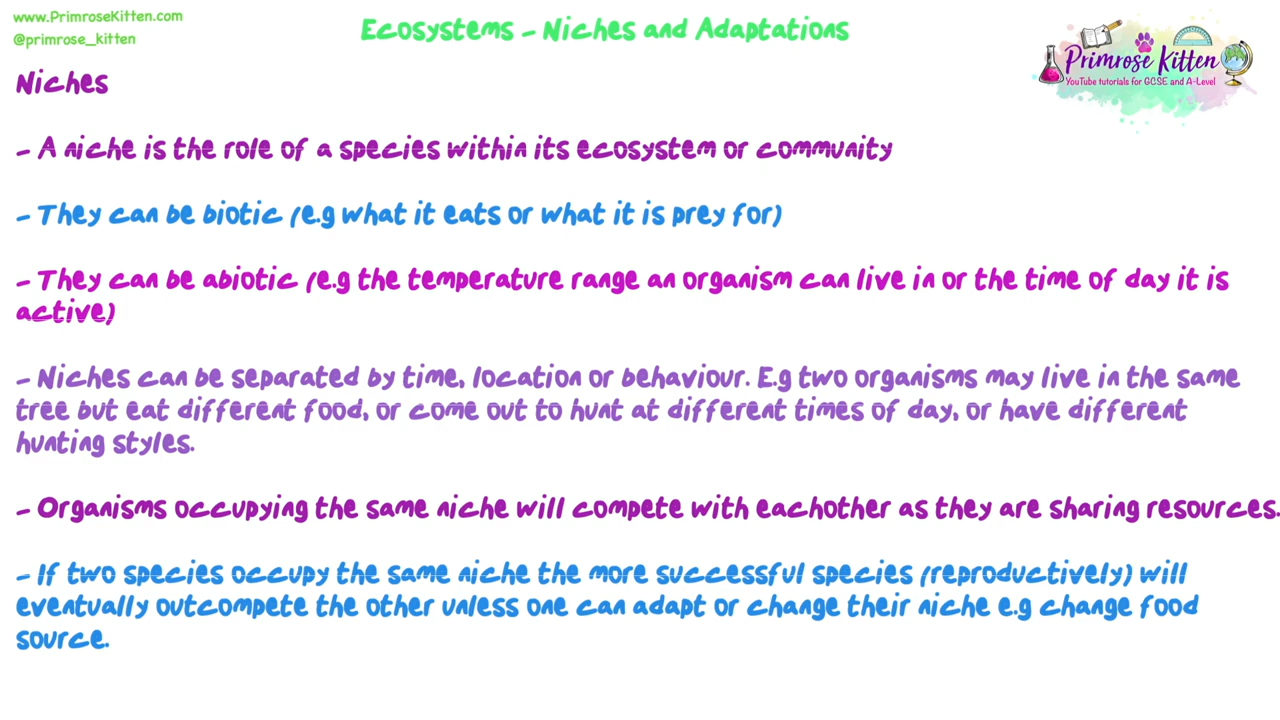 www.PrimroseKitten.com
@primrose_kitten
Ecosystems - Niches and Adaptations
Primrose Kitten
YouTube tutorials for GCSE and A-Level
Niches
- A niche is the role of a species within its ecosystem or community
- They can be biotic (e.g what it eats or what it is prey for)
- They can be abiotic (e.g the temperature range an organism can live in or the time of day it is
active)
- Niches can be separated by time, location or behaviour. E.g two organisms may live in the same
tree but eat different food, or come out to hunt at different times of day, or have different
hunting styles.
- Organisms occupying the same niche will compete with eachother as they are sharing resources.
- If two species occupy the same niche the more successful species (reproductively) will
eventually outcompete the other unless one can adapt or change their niche e.g change food
source.